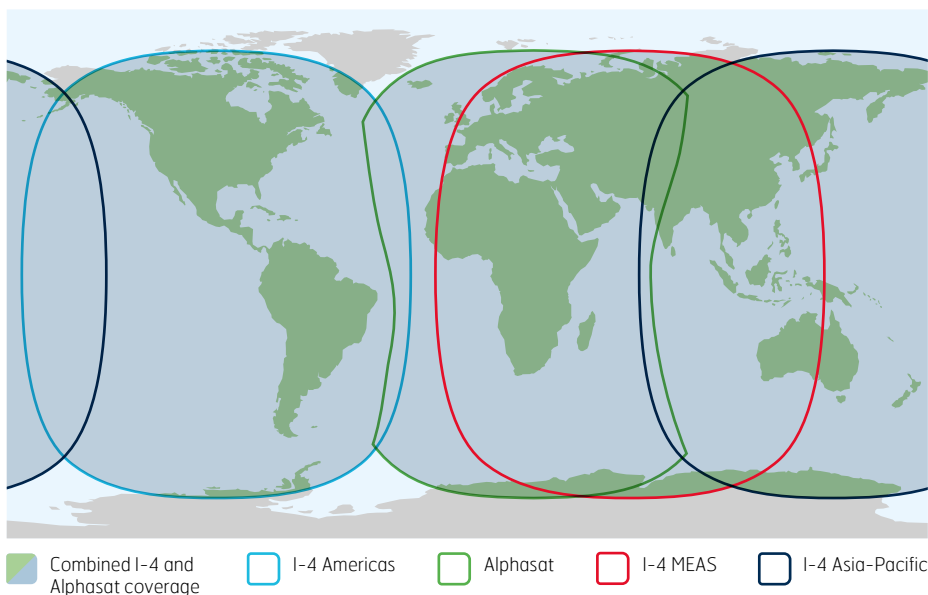 Combined I-4 and
Alphasat coverage
I-4 Americas
Alphasat
I-4 MEAS
I-4 Asia-Pacific